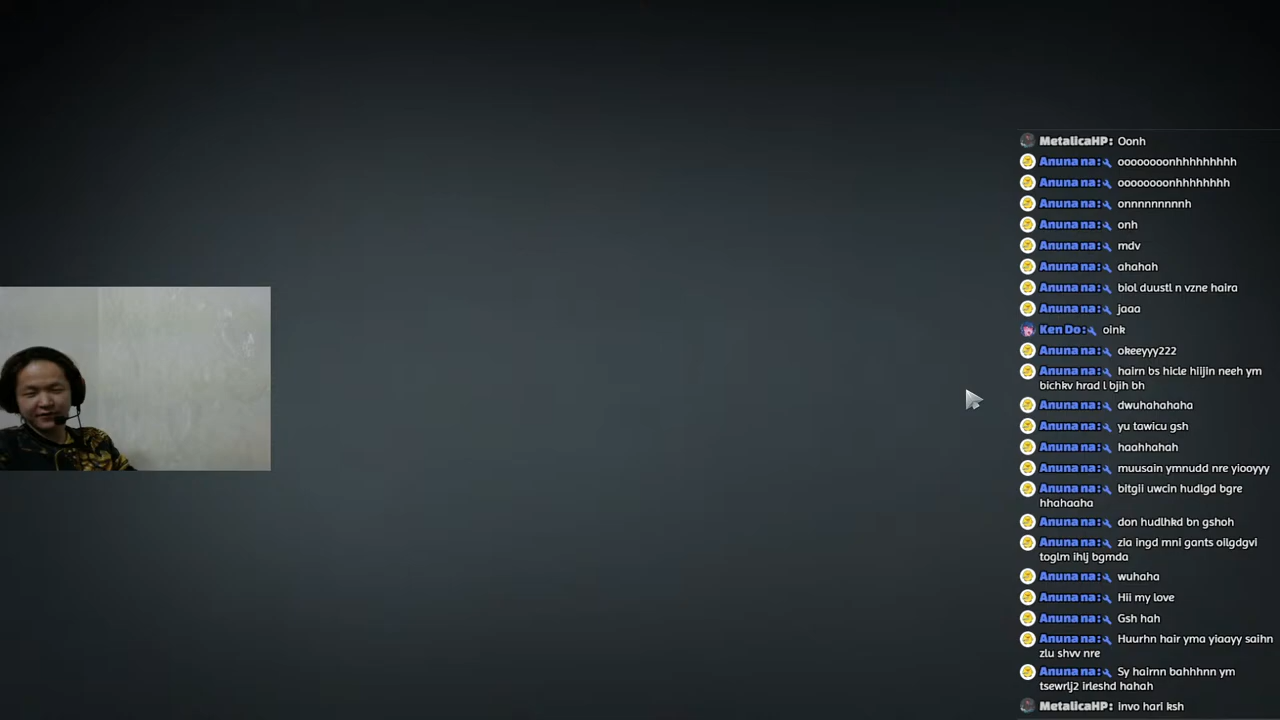 MetalicaHP: Oonh
Anuna na: oooooooonhhhhhhhhh
Anuna na: oooooooonhhhhhhhh
Anuna na: onnnnnnnnh
Anuna na: onh
Anuna na: mdv
Anuna na: ahahah
Anuna na: biol duustl n vzne haira
Anuna na: jaaa
Ken Do: oink
Anuna na: okeeyyy222
Anuna na: hairn bs hicle hiijin neeh ym
bichkv hrad l bjih bh
Anuna na: dwuhahahaha
Anuna na: yu tawicu gsh
Anuna na: haahhahah
Anuna na: muusain ymnudd nre yiooyyy
Anuna na: bitgii uwcin hudlgd bgre
hhahaaha
Anuna na: don hudlhkd bn gshoh
Anuna na: zia ingd mni gants oilgdgvi
toglm ihlj bgmda
Anuna na: wuhaha
Anuna na: Hii my love
Anuna na: Gsh hah
Anuna na: Huurhn hair yma yiaayy saihn
zlu shvv nre
Anuna na: Sy hairnn bahhhnn ym
tsewrlj2 irleshd hahah
MetalicaHP: Invo hari ksh